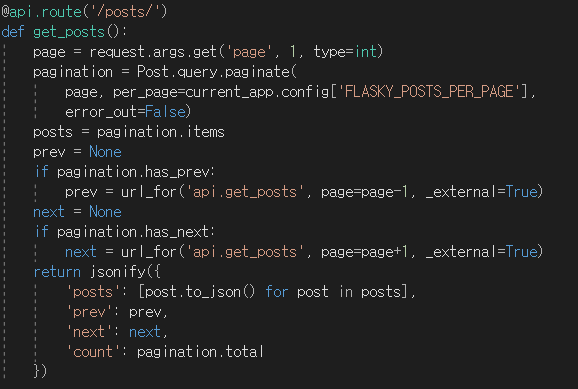 @api.route('/posts/')
def get_posts():
    page = request.args.get('page', 1, type=int)
    pagination = Post.query.paginate(
        page, per_page=current_app.config['FLASKY_POSTS_PER_PAGE'],
        error_out=False)
    posts = pagination.items
    prev = None
    if pagination.has_prev:
        prev = url_for('api.get_posts', page=page-1, _external=True)
    next = None
    if pagination.has_next:
        next = url_for('api.get_posts', page=page+1, _external=True)
    return jsonify({
        'posts': [post.to_json() for post in posts],
        'prev': prev,
        'next': next,
        'count': pagination.total
    })